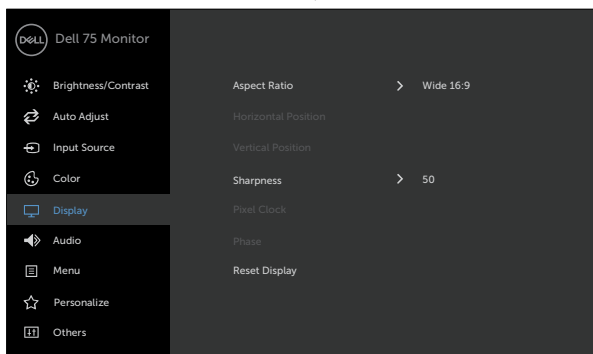 DELL
Dell 75 Monitor
Brightness/Contrast
Auto Adjust
Input Source
Color
Display
Audio
Menu
Personalize
Others
Aspect Ratio Wide 16:9
Horizontal Position
Vertical Position
Sharpness 50
Pixel Clock
Phase
Reset Display